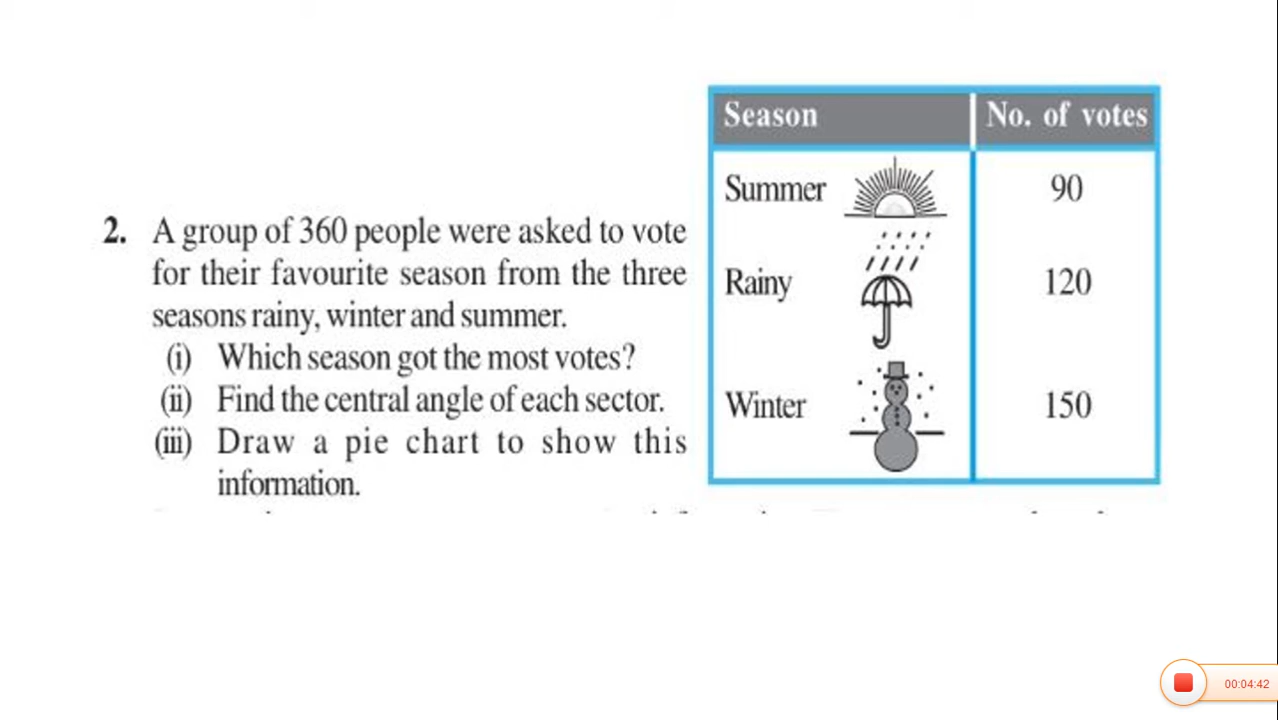 2. A group of 360 people were asked to vote
for their favourite season from the three
seasons rainy, winter and summer.
(i) Which season got the most votes?
(ii) Find the central angle of each sector.
(iii) Draw a pie chart to show this
information.
Season No. of votes
Summer 90
Rainy 120
Winter 150
00:04:42